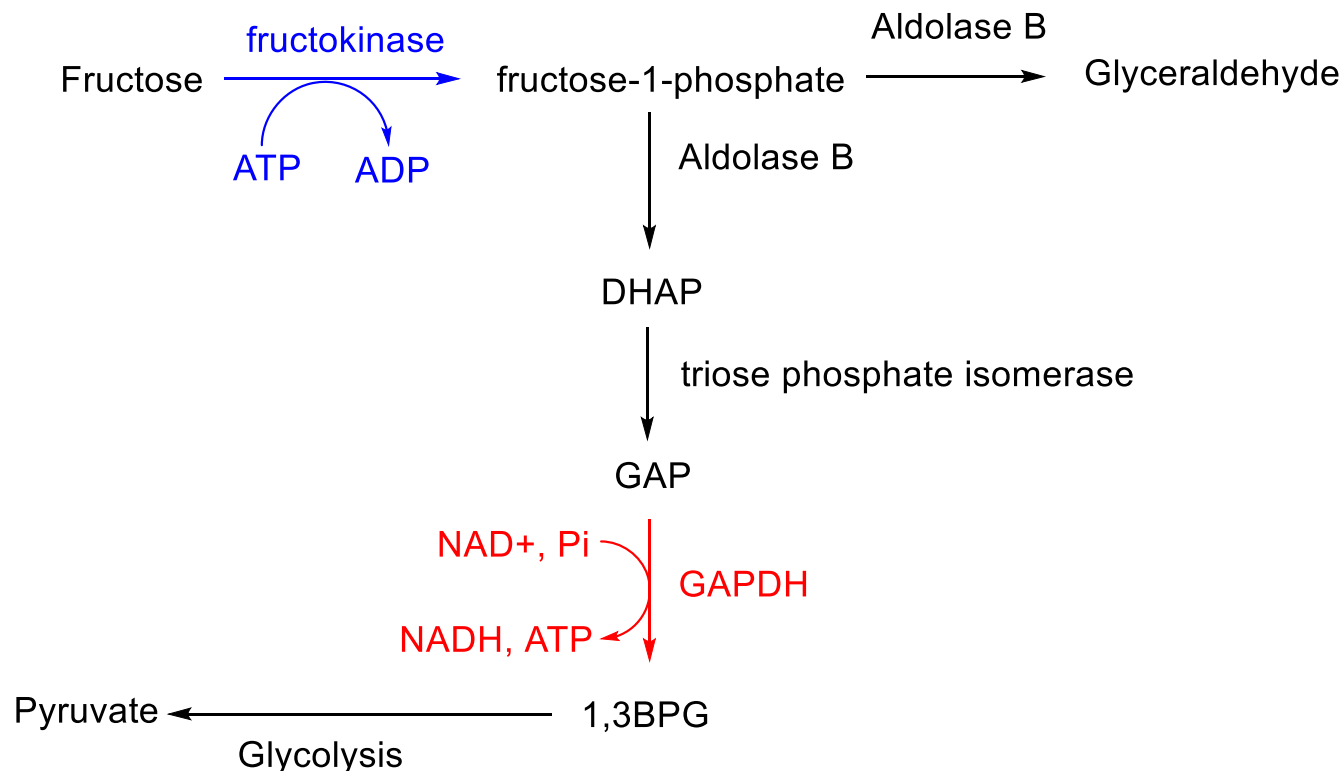 fructokinase
Aldolase B
Fructose
fructose-1-phosphate
Glyceraldehyde
ATP
ADP
Aldolase B
DHAP
triose phosphate isomerase
GAP
NAD+, Pi
GAPDH
NADH, ATP
Pyruvate
1,3BPG
Glycolysis